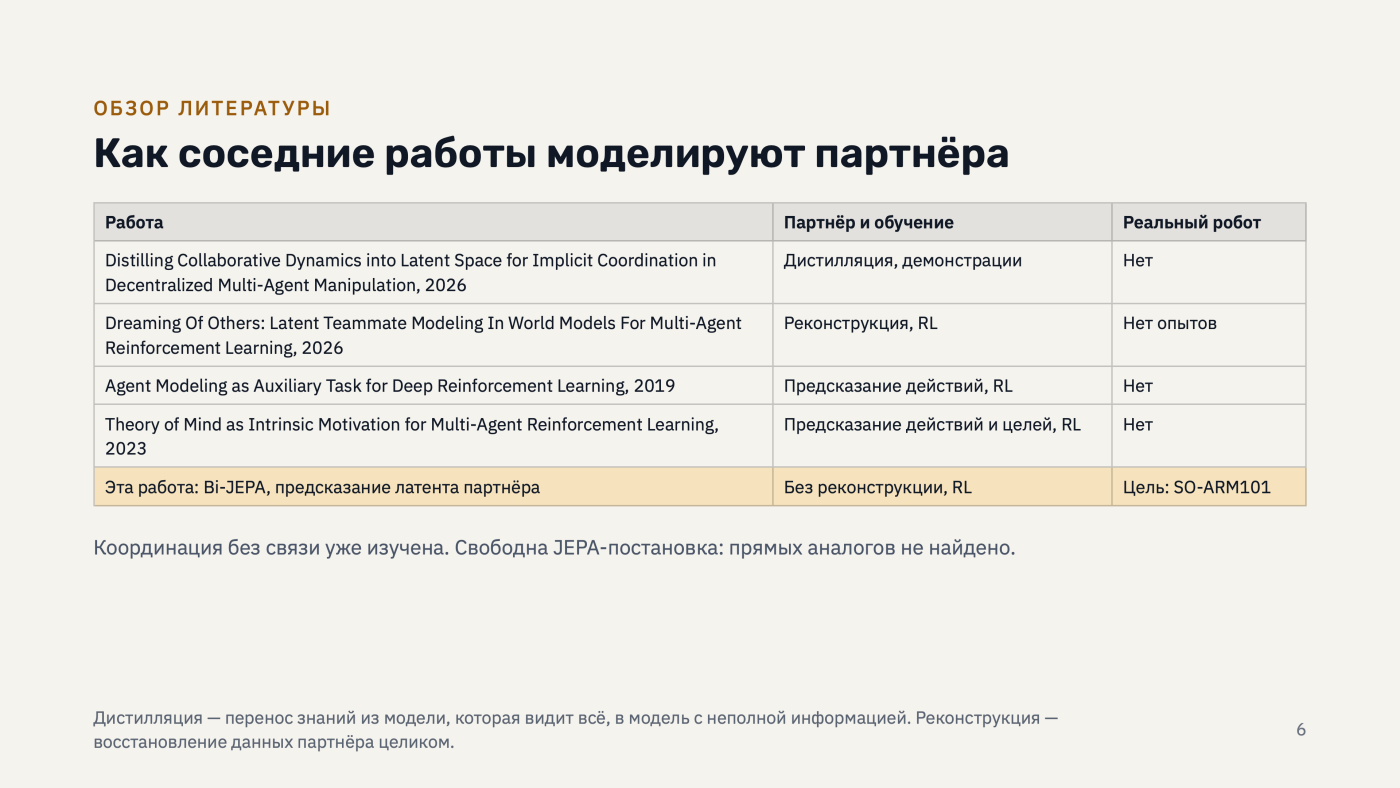 ОБЗОР ЛИТЕРАТУРЫ
Как соседние работы моделируют партнёра
Работа
Партнёр и обучение
Реальный робот
Distilling Collaborative Dynamics into Latent Space for Implicit Coordination in
Decentralized Multi-Agent Manipulation, 2026
Дистилляция, демонстрации
Нет
Dreaming Of Others: Latent Teammate Modeling In World Models For Multi-Agent
Reinforcement Learning, 2026
Реконструкция, RL
Нет опытов
Agent Modeling as Auxiliary Task for Deep Reinforcement Learning, 2019
Предсказание действий, RL
Нет
Theory of Mind as Intrinsic Motivation for Multi-Agent Reinforcement Learning,
2023
Предсказание действий и целей, RL
Нет
Эта работа: Bi-JEPA, предсказание латента партнёра
Без реконструкции, RL
Цель: SO-ARM101
Координация без связи уже изучена. Свободна JEPA-постановка: прямых аналогов не найдено.
Дистилляция — перенос знаний из модели, которая видит всё, в модель с неполной информацией. Реконструкция —
восстановление данных партнёра целиком.
6